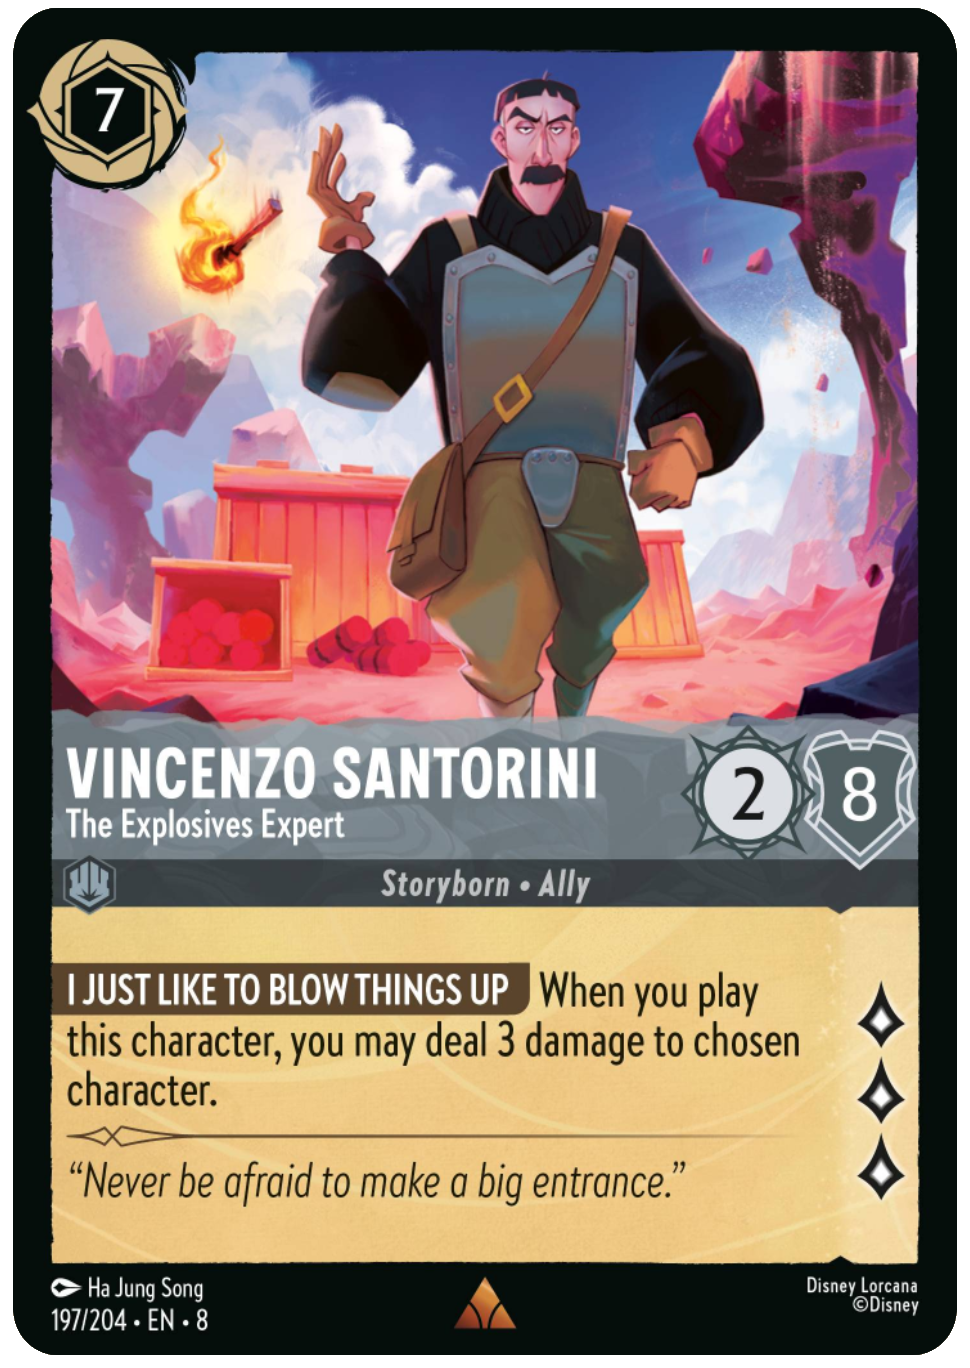 7
VINCENZO SANTORINI
The Explosives Expert
2
8
Storyborn • Ally
I JUST LIKE TO BLOW THINGS UP When you play
this character, you may deal 3 damage to chosen
character.
“Never be afraid to make a big entrance.”
Ha Jung Song
197/204 • EN • 8
Disney Lorcana
©Disney